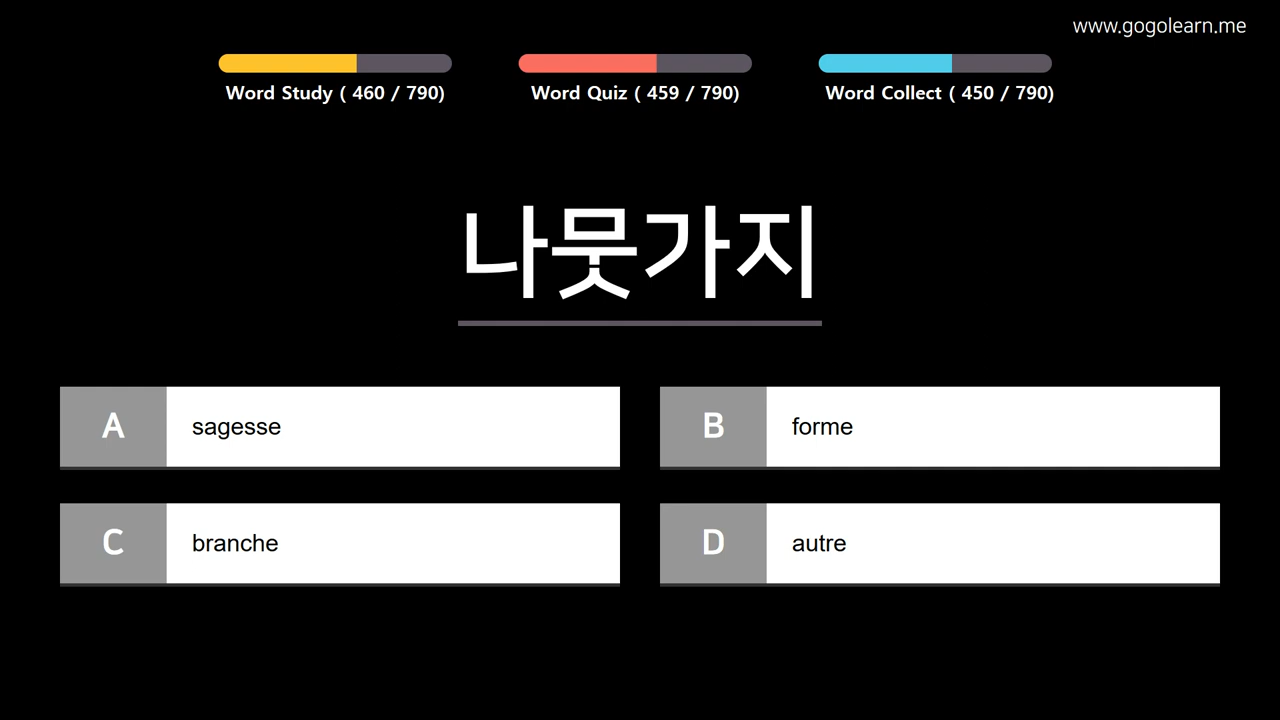 www.gogolearn.me
Word Study ( 460 / 790)
Word Quiz ( 459 / 790)
Word Collect ( 450 / 790)
나뭇가지
A sagesse
B forme
C branche
D autre